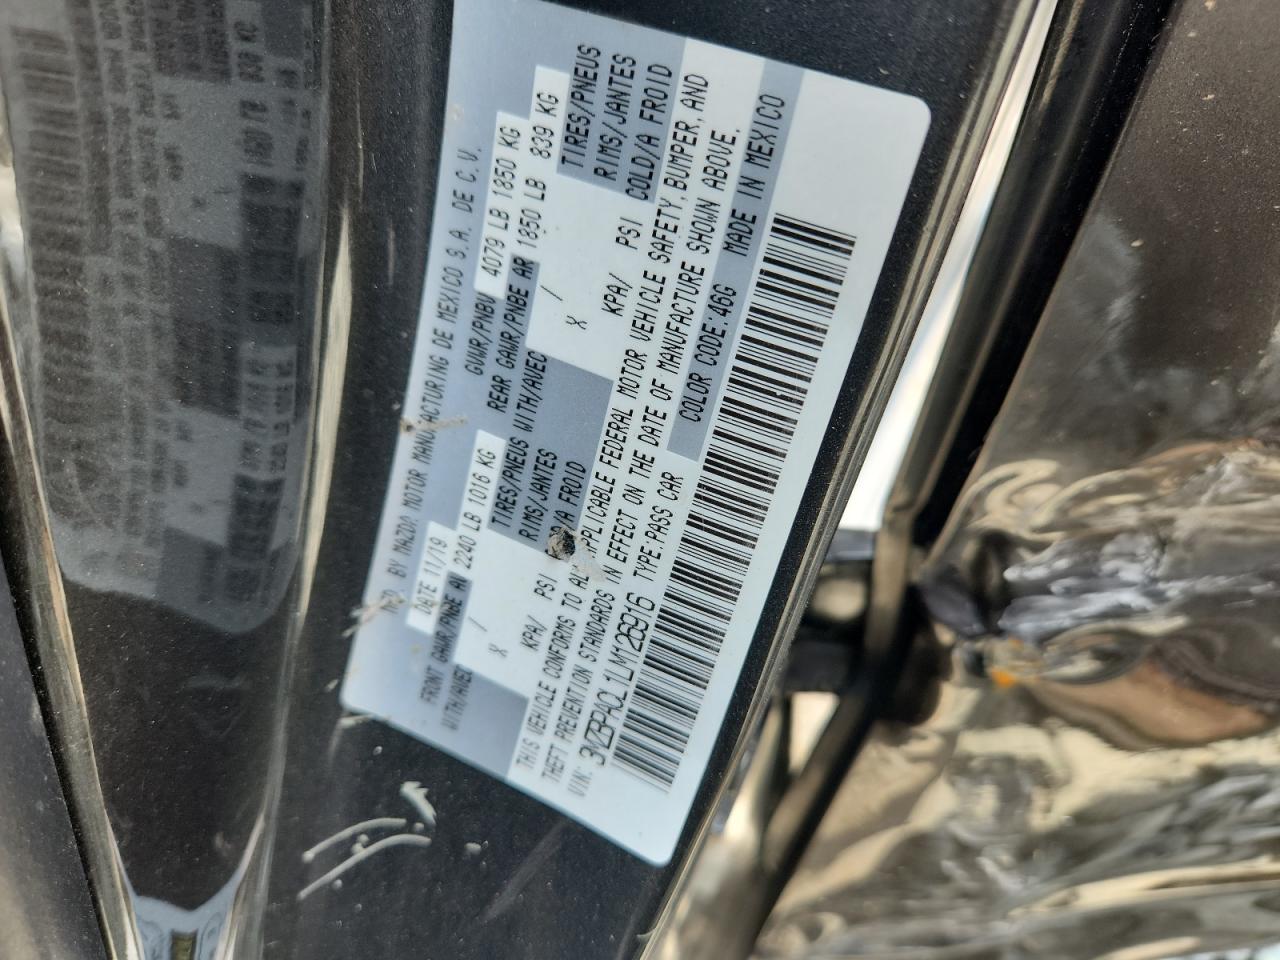 BY MAZDA MOTOR MANUFACTURING DE MEXICO S.A. DE C.V.
DATE 11/19 GVWR/PNBV 4079 LB 1850 KG
FRONT GAWR/PNBE AV 2240 LB 1016 KG REAR GAWR/PNBE AR 1850 LB 839 KG
WITH/AVEC TIRES/PNEUS WITH/AVEC TIRES/PNEUS
X / RIMS/JANTES X / RIMS/JANTES
KPA/ PSI /A FROID KPA/ PSI COLD/A FROID
THIS VEHICLE CONFORMS TO APPLICABLE FEDERAL MOTOR VEHICLE SAFETY, BUMPER, AND
THEFT PREVENTION STANDARDS IN EFFECT ON THE DATE OF MANUFACTURE SHOWN ABOVE.
VIN: 3MZBPAQL1LM126916 TYPE: PASS CAR COLOR CODE: 46G MADE IN MEXICO